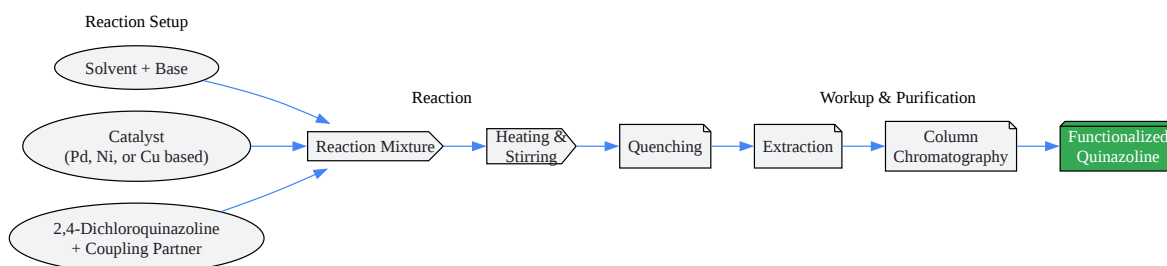 Reaction Setup
Solvent + Base
Catalyst
(Pd, Ni, or Cu based)
2,4-Dichloroquinazoline
+ Coupling Partner
Reaction
Reaction Mixture
Heating &
Stirring
Workup & Purification
Quenching
Extraction
Column
Chromatography
Functionalized
Quinazoline